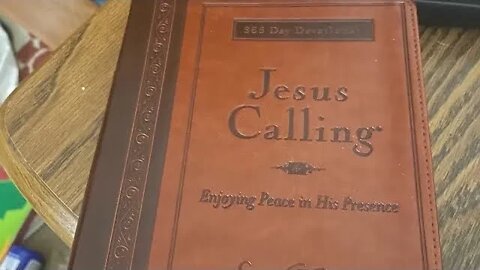 365 Day Devotional
Jesus
Calling
Enjoying Peace in His Presence